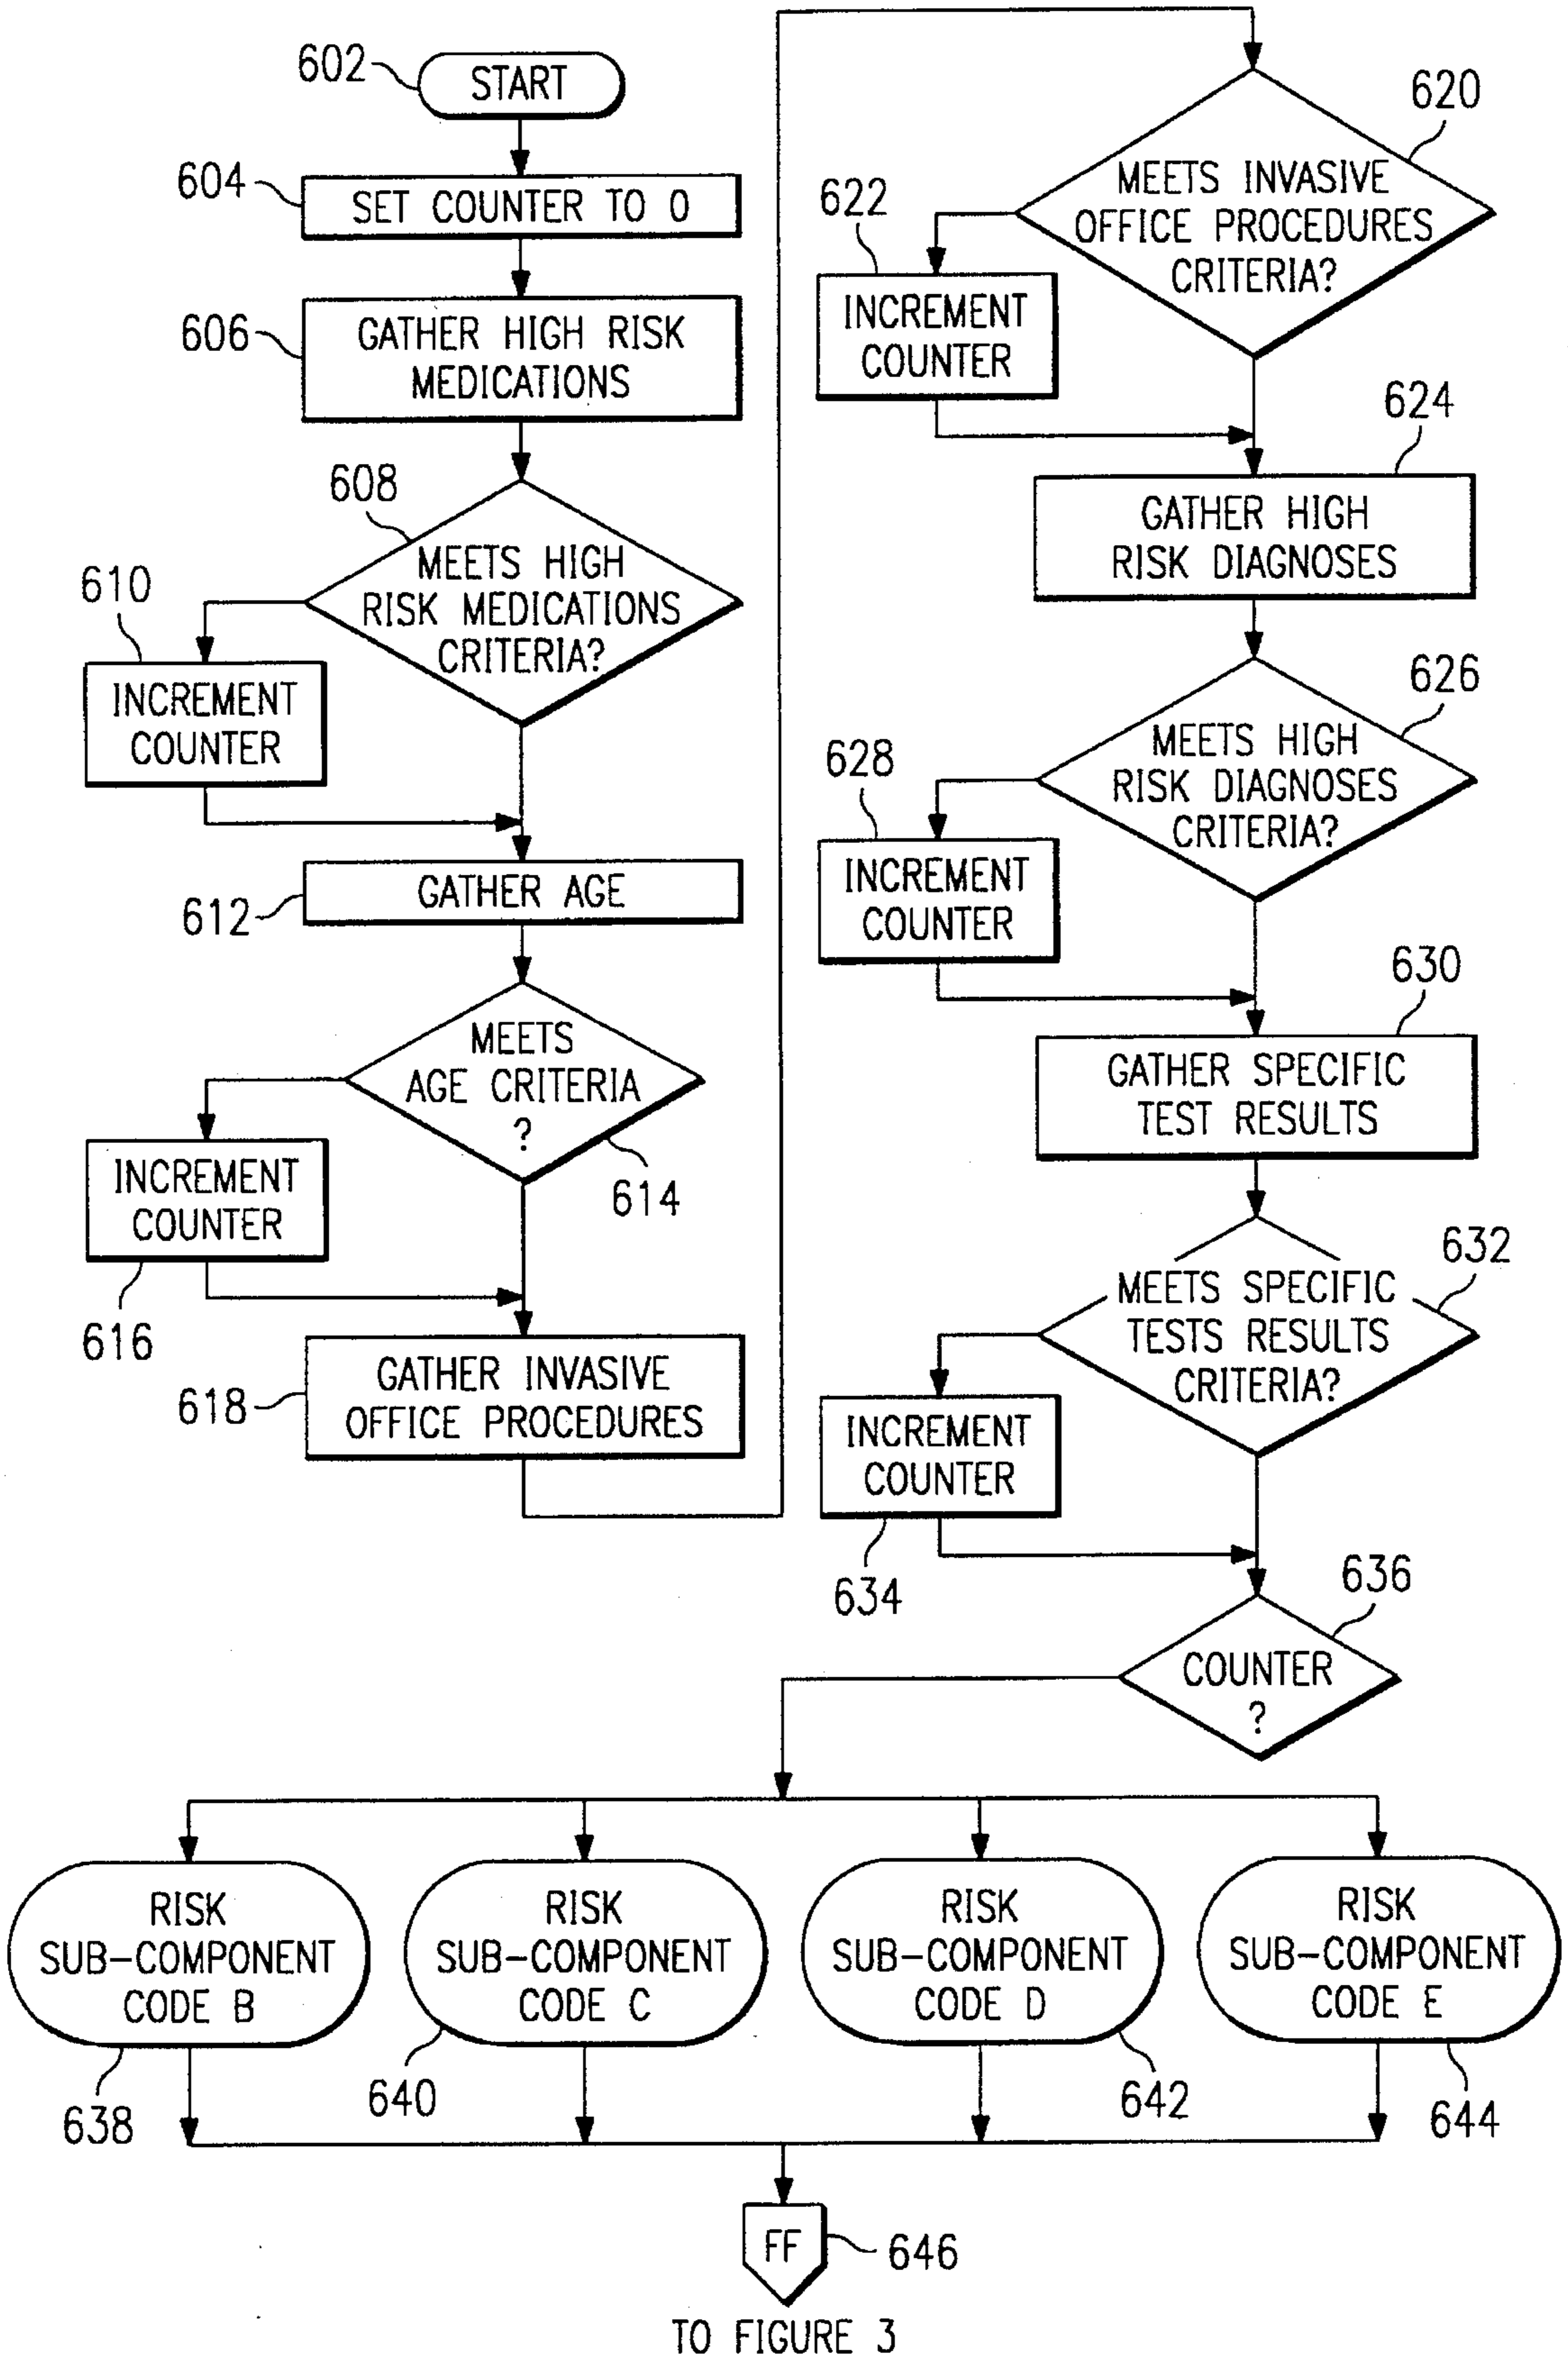 602
START
604
SET COUNTER TO 0
606
GATHER HIGH RISK
MEDICATIONS
608
MEETS HIGH
RISK MEDICATIONS
CRITERIA?
610
INCREMENT
COUNTER
612
GATHER AGE
MEETS
AGE CRITERIA
?
614
INCREMENT
COUNTER
616
618
GATHER INVASIVE
OFFICE PROCEDURES
620
MEETS INVASIVE
OFFICE PROCEDURES
CRITERIA?
622
INCREMENT
COUNTER
624
GATHER HIGH
RISK DIAGNOSES
626
MEETS HIGH
RISK DIAGNOSES
CRITERIA?
628
INCREMENT
COUNTER
630
GATHER SPECIFIC
TEST RESULTS
632
MEETS SPECIFIC
TESTS RESULTS
CRITERIA?
INCREMENT
COUNTER
634
636
COUNTER
?
RISK
SUB-COMPONENT
CODE B
638
RISK
SUB-COMPONENT
CODE C
640
RISK
SUB-COMPONENT
CODE D
642
RISK
SUB-COMPONENT
CODE E
644
FF
646
TO FIGURE 3